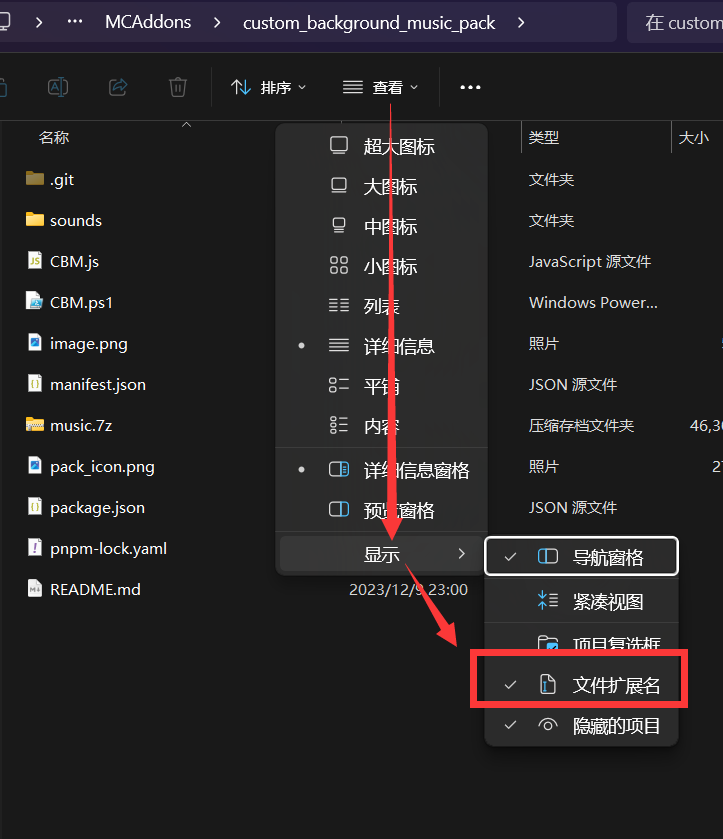 MCAddons
custom_background_music_pack
在 custom
排序
查看
名称
类型
大小
.git
文件夹
sounds
文件夹
CBM.js
JavaScript 源文件
CBM.ps1
Windows Power...
image.png
照片
manifest.json
JSON 源文件
music.7z
压缩存档文件夹
46,3
pack_icon.png
照片
2
package.json
JSON 源文件
pnpm-lock.yaml
README.md
2023/12/9 23:00
超大图标
大图标
中图标
小图标
列表
详细信息
平铺
内容
详细信息窗格
预览窗格
显示
导航窗格
紧凑视图
项目复选框
文件扩展名
隐藏的项目